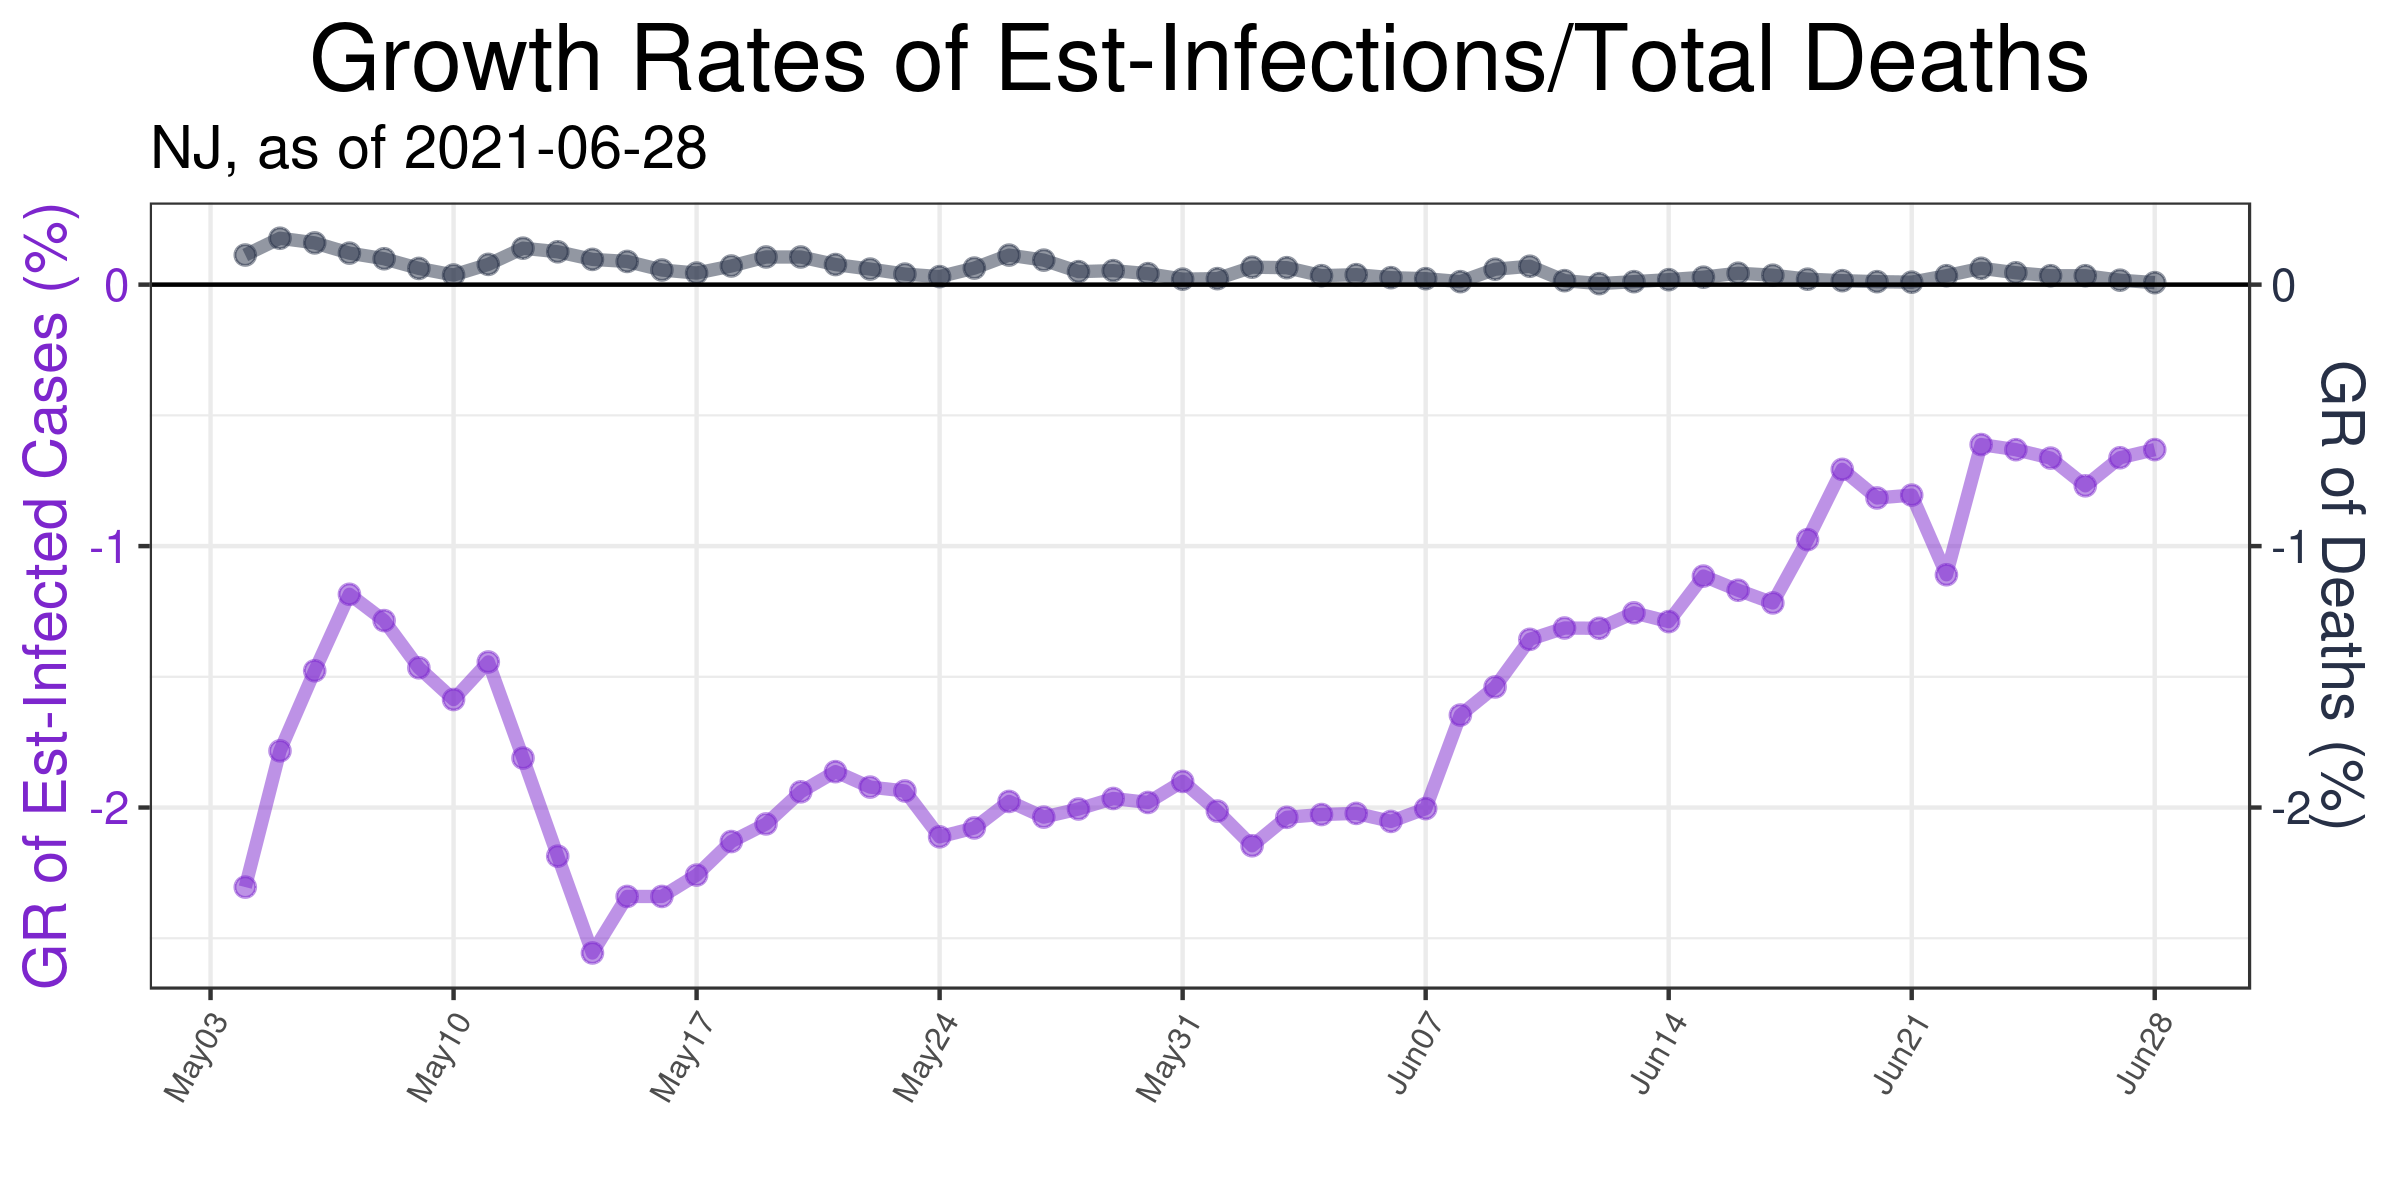 Growth Rates of Est-Infections/Total Deaths
NJ, as of 2021-06-28
GR of Est-Infected Cases (%)
0
-1
-2
0
-1
-2
GR of Deaths (%)
May03
May10
May17
May24
May31
Jun07
Jun14
Jun21
Jun28